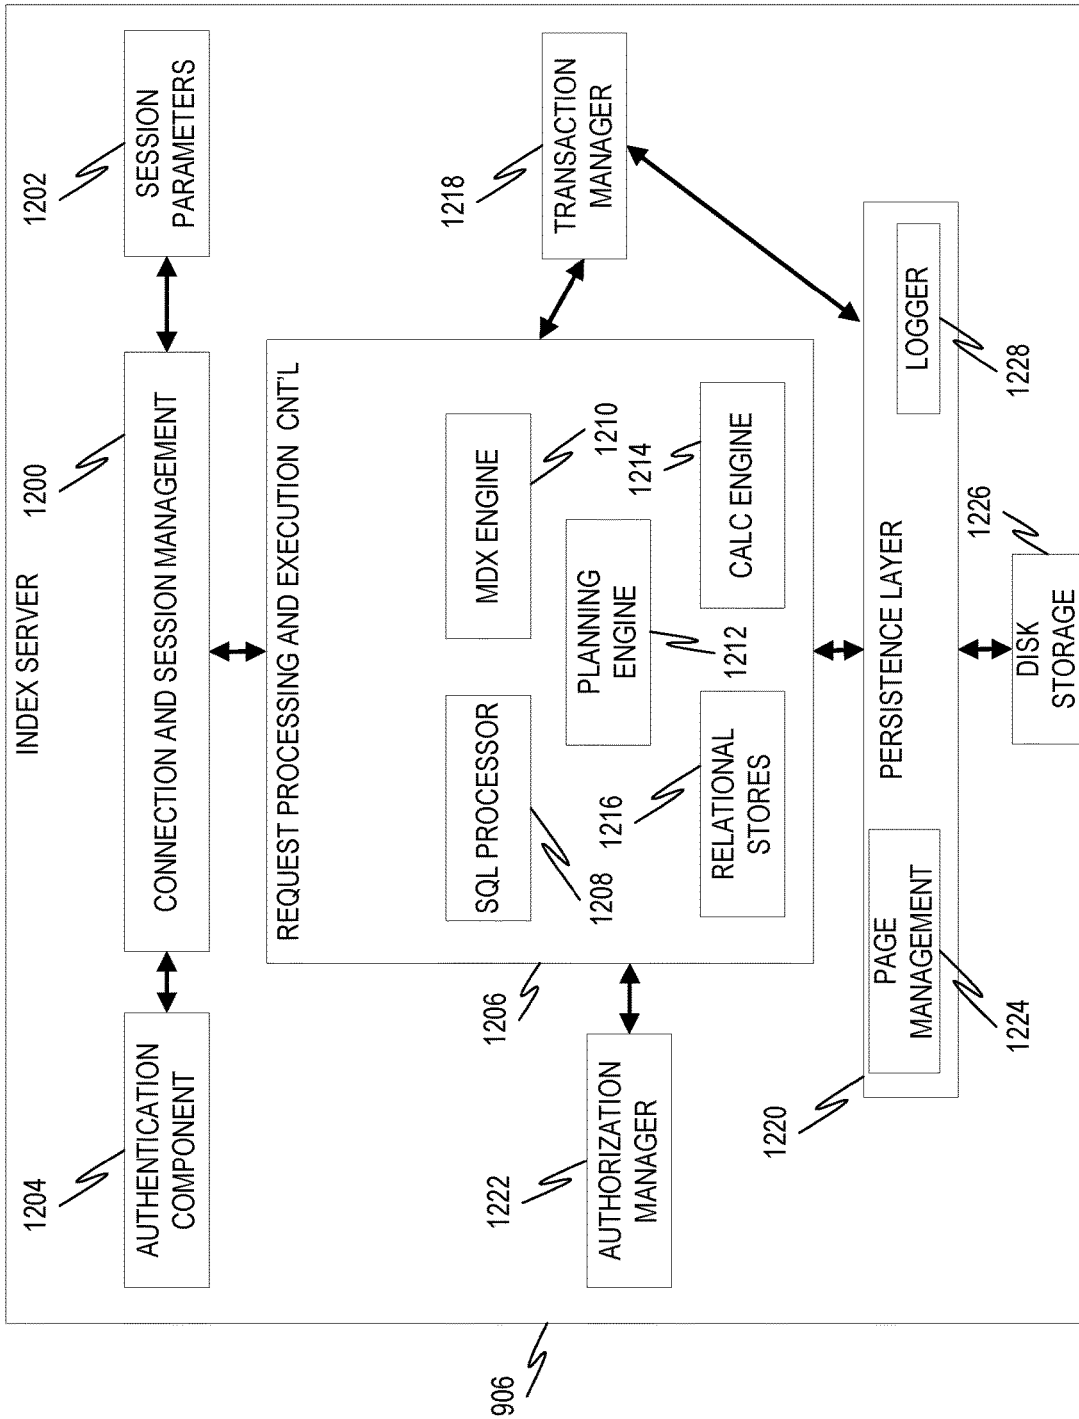 INDEX SERVER
1204
AUTHENTICATION
COMPONENT
1200
CONNECTION AND SESSION MANAGEMENT
1202
SESSION
PARAMETERS
REQUEST PROCESSING AND EXECUTION CNT'L
1206
SQL PROCESSOR
1208
MDX ENGINE
1210
PLANNING
ENGINE
1212
1216
RELATIONAL
STORES
1214
CALC ENGINE
1218
TRANSACTION
MANAGER
1222
AUTHORIZATION
MANAGER
1220
PAGE
MANAGEMENT
1224
PERSISTENCE LAYER
LOGGER
1228
1226
DISK
STORAGE
906